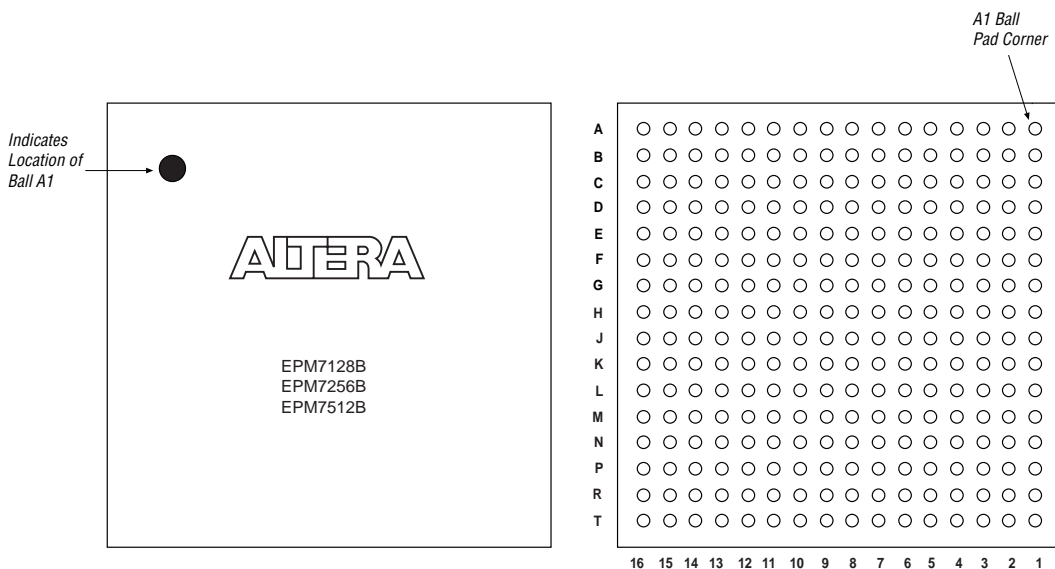 A1 Ball
Pad Corner
Indicates
Location of
Ball A1
ALTERA
EPM7128B
EPM7256B
EPM7512B
A
B
C
D
E
F
G
H
J
K
L
M
N
P
R
T
16 15 14 13 12 11 10 9 8 7 6 5 4 3 2 1